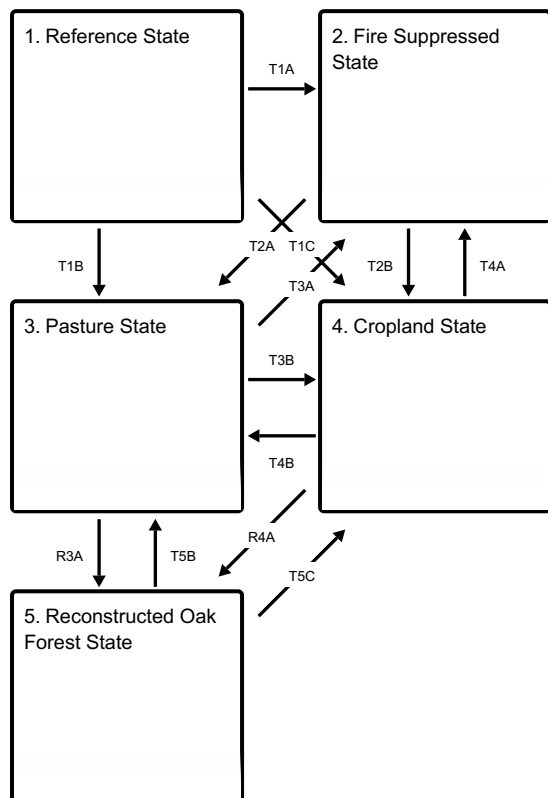 1. Reference State
2. Fire Suppressed
State
T1A
T2A
T1C
T1B
T2B
T4A
T3A
3. Pasture State
4. Cropland State
T3B
T4B
R4A
R3A
T5B
T5C
5. Reconstructed Oak
Forest State